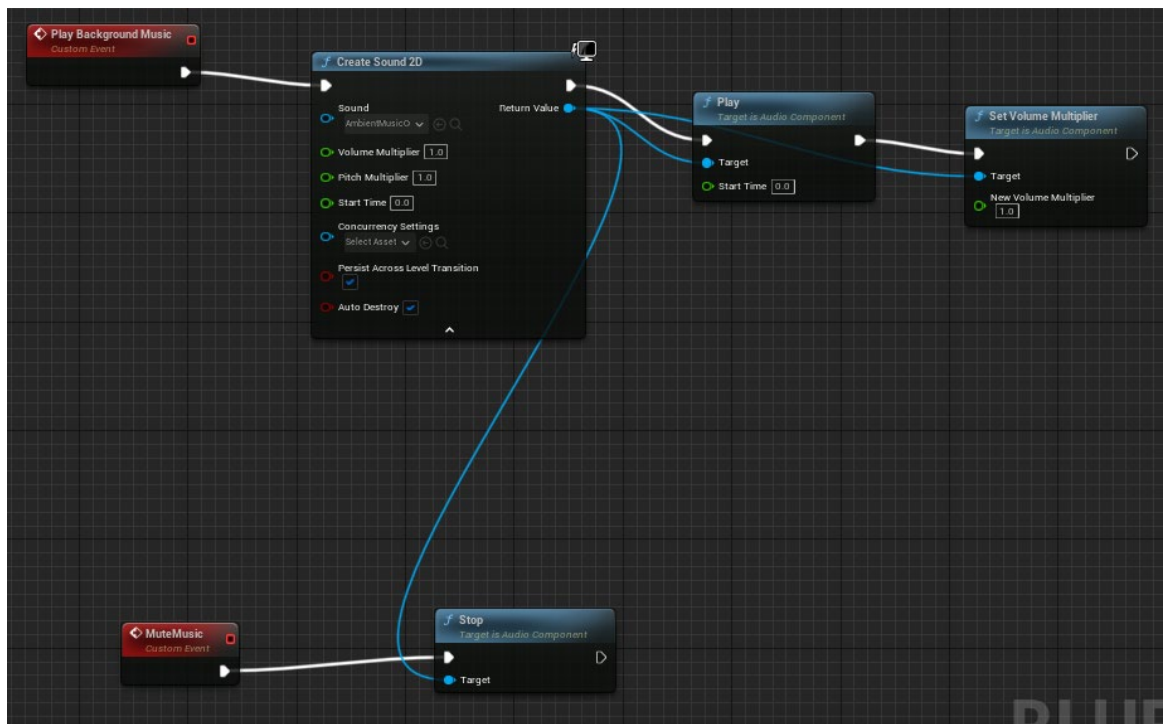 Play Background Music
Custom Event
Create Sound 2D
Sound
AmbientMusicO
Return Value
Volume Multiplier 1.0
Pitch Multiplier 1.0
Start Time 0.0
Concurrency Settings
Select Asset
Persist Across Level Transition
Auto Destroy
Play
Target is Audio Component
Target
Start Time 0.0
Set Volume Multiplier
Target is Audio Component
Target
New Volume Multiplier
1.0
MuteMusic
Custom Event
Stop
Target is Audio Component
Target